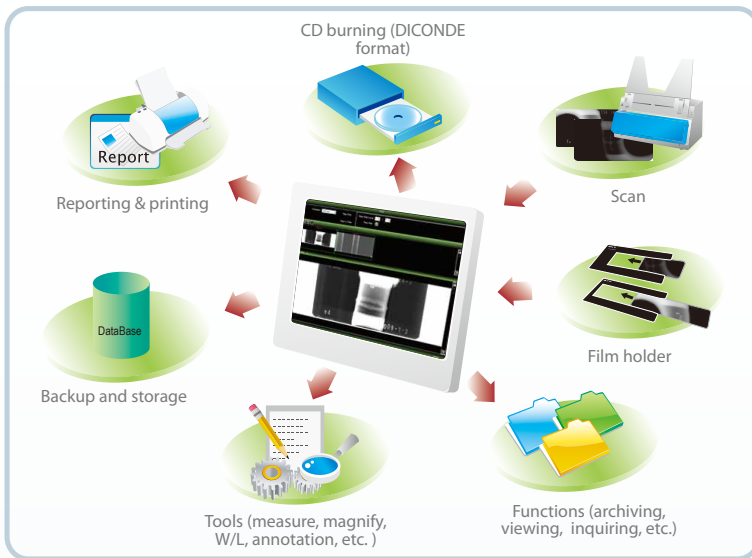 CD burning (DICONDE
format)
Report
Reporting & printing
Scan
DataBase
Backup and storage
Film holder
Tools (measure, magnify,
W/L, annotation, etc. )
Functions (archiving,
viewing, inquiring, etc.)